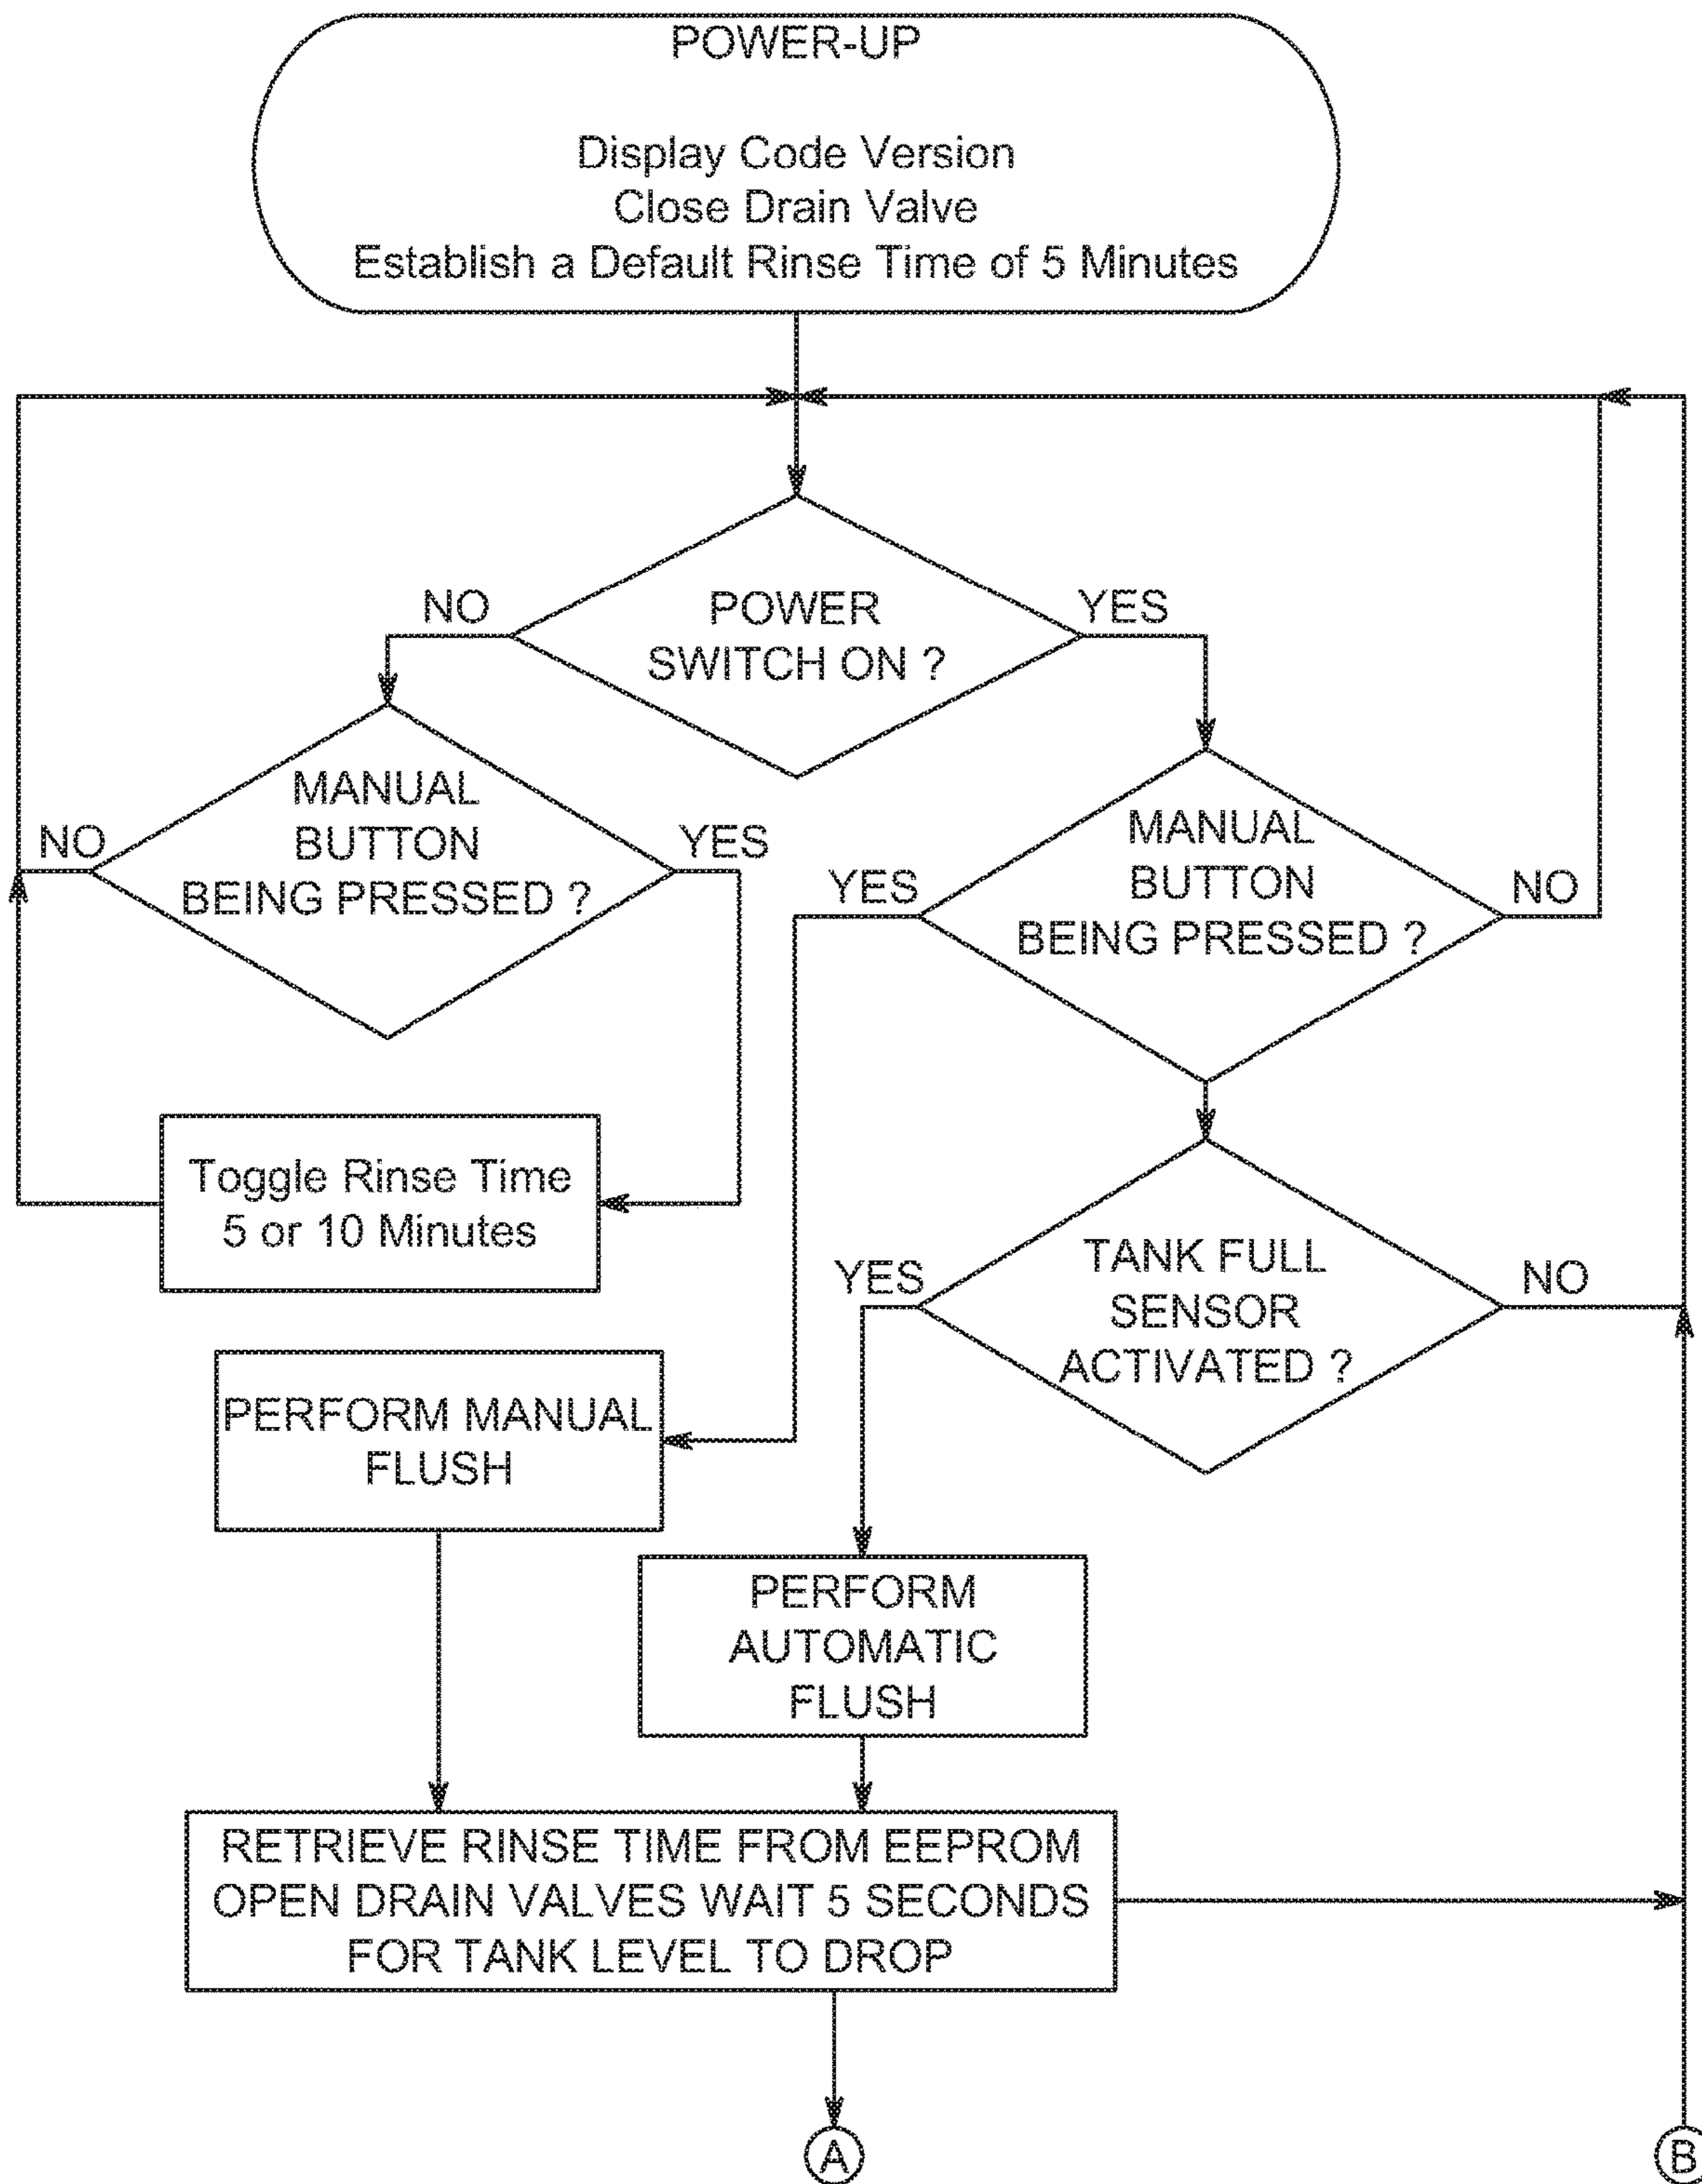 POWER-UP
Display Code Version
Close Drain Valve
Establish a Default Rinse Time of 5 Minutes
NO
POWER
SWITCH ON ?
YES
NO
MANUAL
BUTTON
BEING PRESSED ?
YES
YES
MANUAL
BUTTON
BEING PRESSED ?
NO
Toggle Rinse Time
5 or 10 Minutes
YES
TANK FULL
SENSOR
ACTIVATED ?
NO
PERFORM MANUAL
FLUSH
PERFORM
AUTOMATIC
FLUSH
RETRIEVE RINSE TIME FROM EEPROM
OPEN DRAIN VALVES WAIT 5 SECONDS
FOR TANK LEVEL TO DROP
A
B